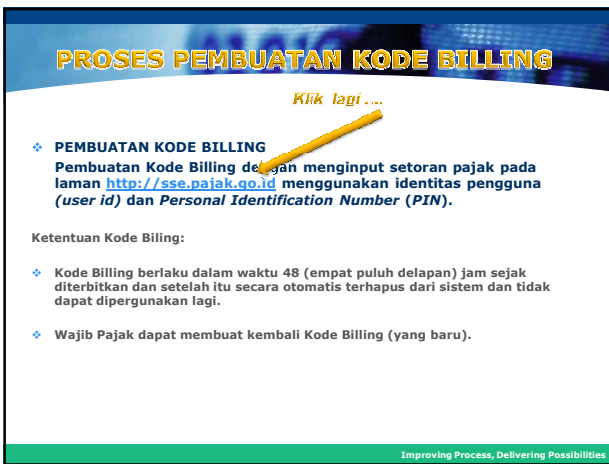 PROSES PEMBUATAN KODE BILLING
Klik lagi ....
PEMBUATAN KODE BILLING
Pembuatan Kode Billing dengan menginput setoran pajak pada
laman http://sse.pajak.go.id menggunakan identitas pengguna
(user id) dan Personal Identification Number (PIN).
Ketentuan Kode Biling:
Kode Billing berlaku dalam waktu 48 (empat puluh delapan) jam sejak
diterbitkan dan setelah itu secara otomatis terhapus dari sistem dan tidak
dapat dipergunakan lagi.
Wajib Pajak dapat membuat kembali Kode Billing (yang baru).
Improving Process, Delivering Possibilities